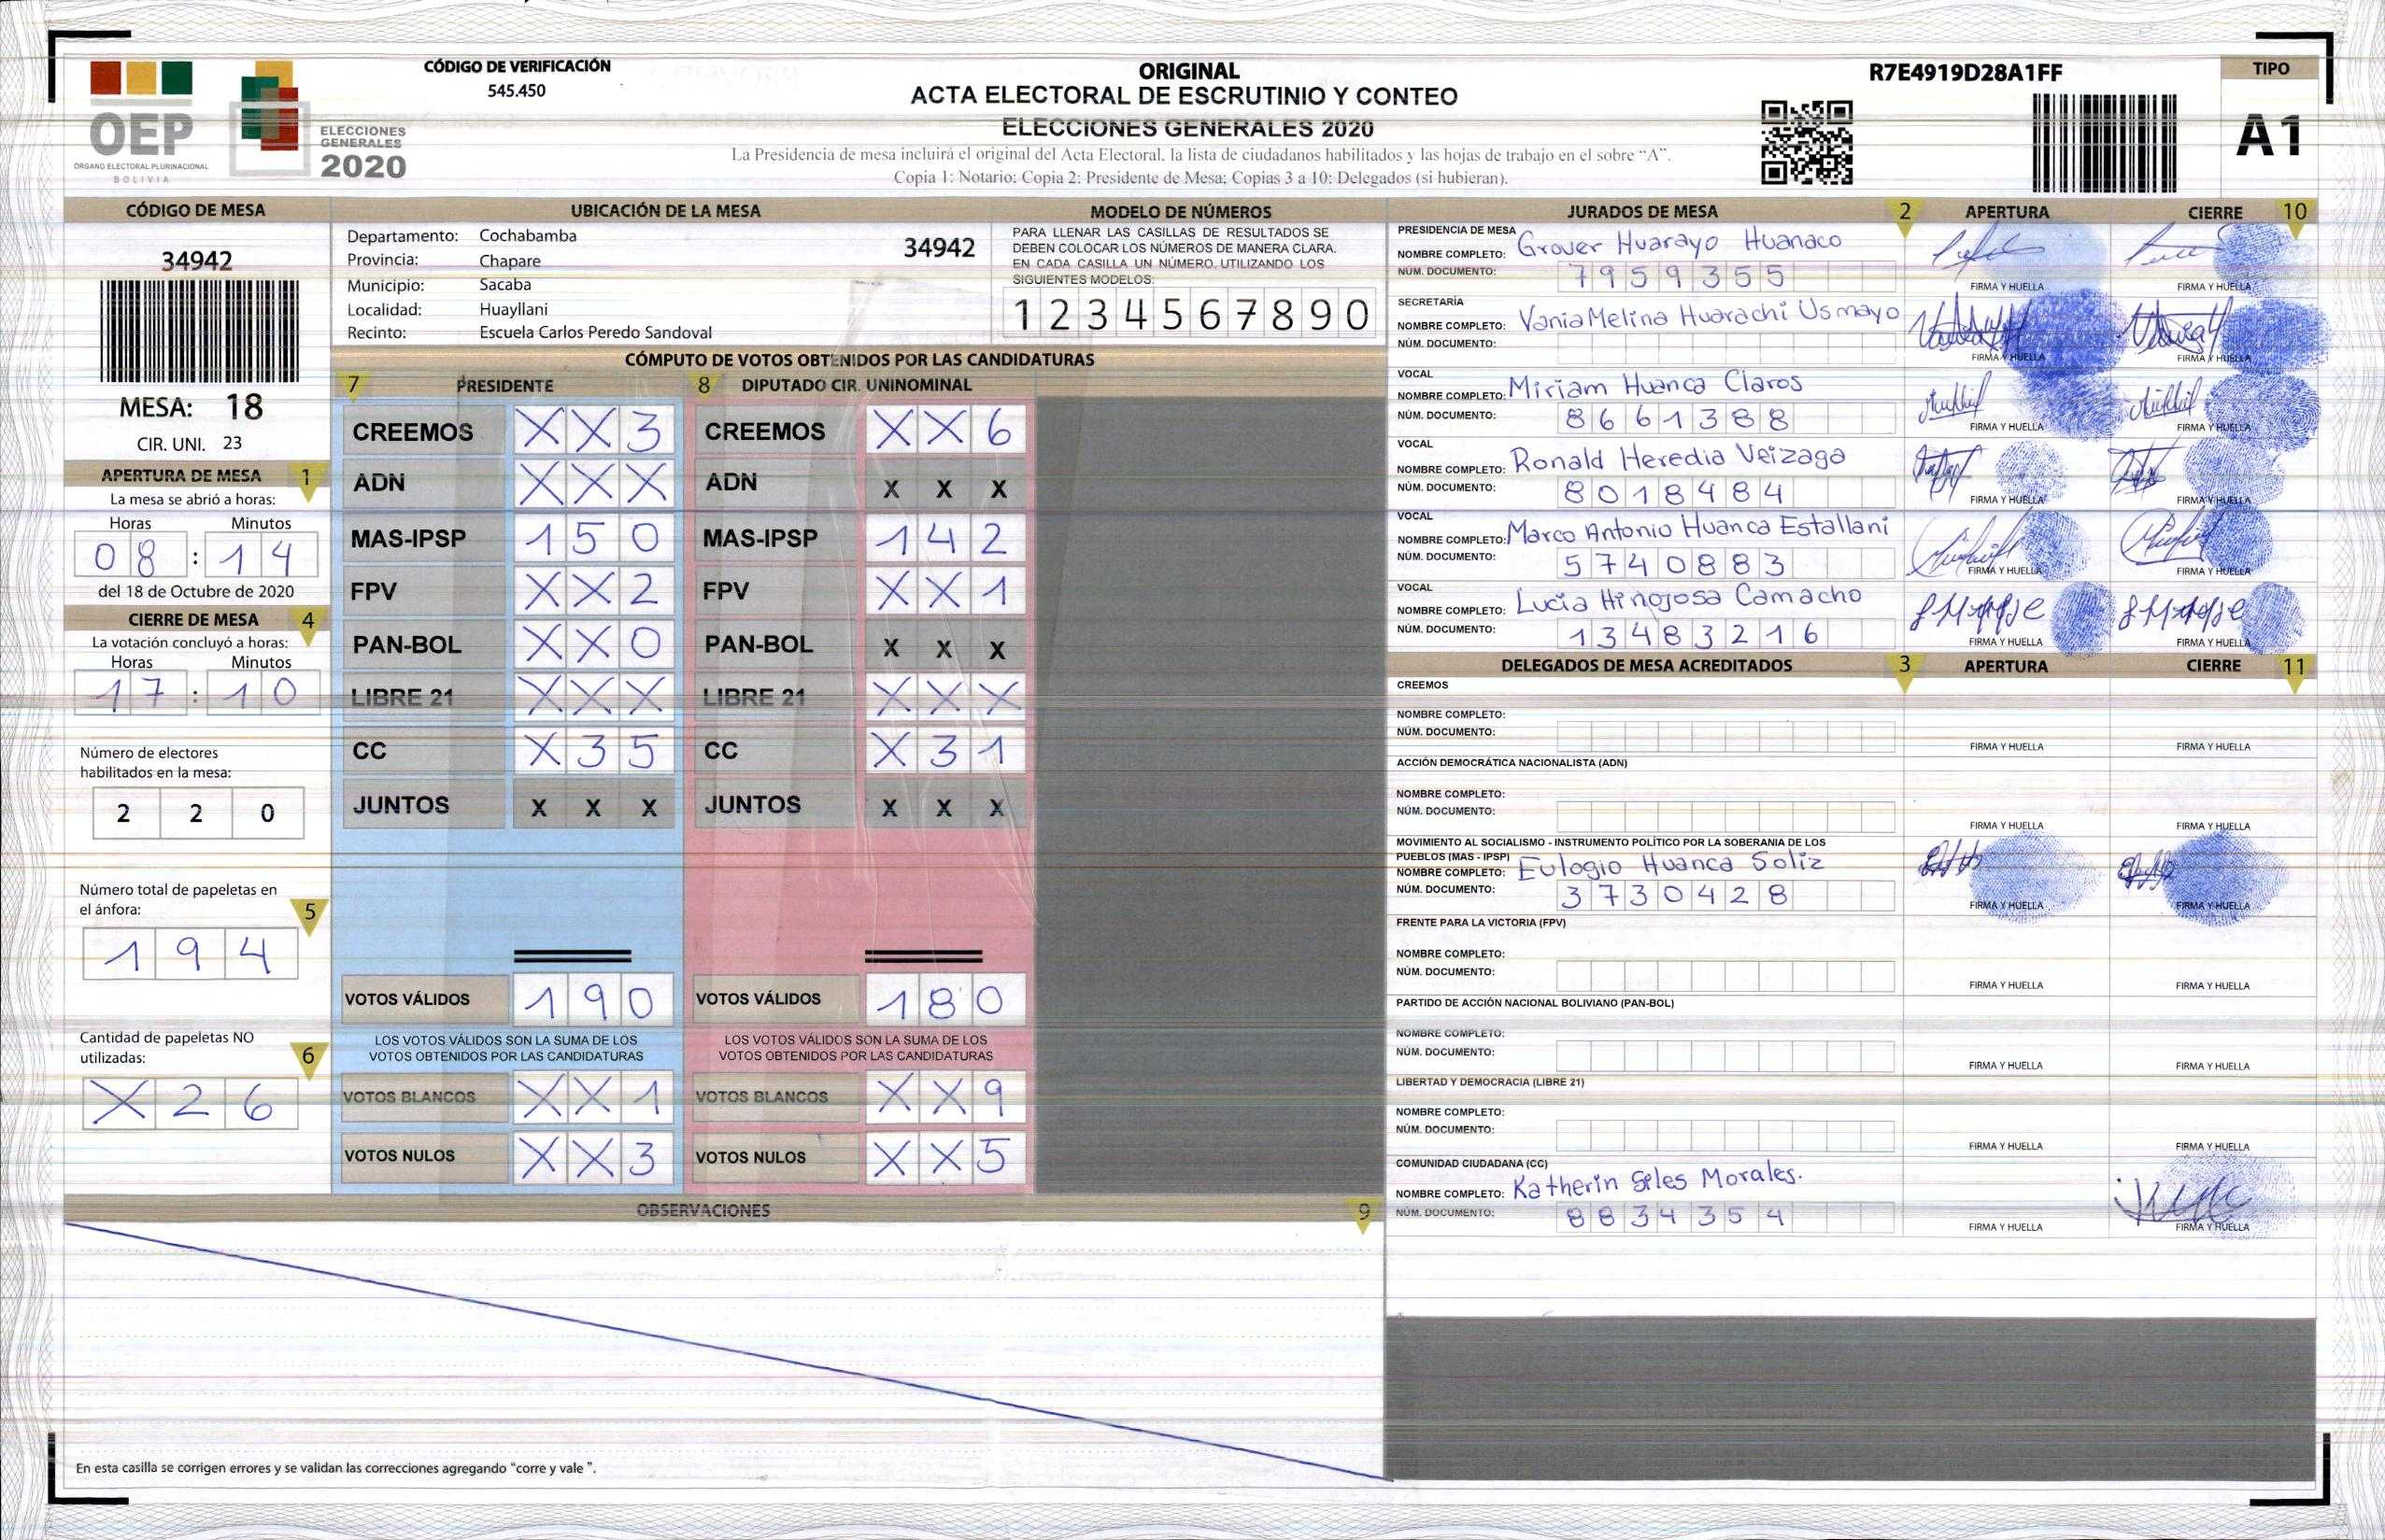 CÓDIGO DE VERIFICACIÓN
545.450
OEP
ÓRGANO ELECTORAL PLURINACIONAL
BOLIVIA
ELECCIONES
GENERALES
2020
ORIGINAL
ACTA ELECTORAL DE ESCRUTINIO Y CONTEO
ELECCIONES GENERALES 2020
La Presidencia de mesa incluirá el original del Acta Electoral, la lista de ciudadanos habilitados y las hojas de trabajo en el sobre "A".
Copia 1: Notario; Copia 2: Presidente de Mesa; Copias 3 a 10: Delegados (si hubieran).
R7E4919D28A1FF
TIPO
A1
CÓDIGO DE MESA
34942
MESA: 18
CIR. UNI. 23
APERTURA DE MESA 1
La mesa se abrió a horas:
Horas Minutos
08 : 14
del 18 de Octubre de 2020
CIERRE DE MESA 4
La votación concluyó a horas:
Horas Minutos
17 : 10
Número de electores
habilitados en la mesa:
2 2 0
Número total de papeletas en
el ánfora: 5
1 9 4
Cantidad de papeletas NO
utilizadas: 6
X 2 6
UBICACIÓN DE LA MESA
Departamento: Cochabamba
34942
Provincia: Chapare
Municipio: Sacaba
Localidad: Huayllani
Recinto: Escuela Carlos Peredo Sandoval
MODELO DE NÚMEROS
PARA LLENAR LAS CASILLAS DE RESULTADOS SE
DEBEN COLOCAR LOS NÚMEROS DE MANERA CLARA.
EN CADA CASILLA UN NÚMERO, UTILIZANDO LOS
SIGUIENTES MODELOS:
1 2 3 4 5 6 7 8 9 0
CÓMPUTO DE VOTOS OBTENIDOS POR LAS CANDIDATURAS
7 PRESIDENTE 8 DIPUTADO CIR. UNINOMINAL
CREEMOS X X 3 CREEMOS X X 6
ADN X X X ADN X X X
MAS-IPSP 1 5 0 MAS-IPSP 1 4 2
FPV X X 2 FPV X X 1
PAN-BOL X X 0 PAN-BOL X X X
LIBRE 21 X X X LIBRE 21 X X X
CC X 3 5 CC X 3 1
JUNTOS X X X JUNTOS X X X
VOTOS VÁLIDOS 1 9 0 VOTOS VÁLIDOS 1 8 0
LOS VOTOS VÁLIDOS SON LA SUMA DE LOS LOS VOTOS VÁLIDOS SON LA SUMA DE LOS
VOTOS OBTENIDOS POR LAS CANDIDATURAS VOTOS OBTENIDOS POR LAS CANDIDATURAS
VOTOS BLANCOS X X 1 VOTOS BLANCOS X X 9
VOTOS NULOS X X 3 VOTOS NULOS X X 5
OBSERVACIONES 9
En esta casilla se corrigen errores y se validan las correcciones agregando "corre y vale ".
JURADOS DE MESA 2 APERTURA CIERRE 10
PRESIDENCIA DE MESA
NOMBRE COMPLETO: Grover Huarayo Huanaco
NÚM. DOCUMENTO: 7959355
FIRMA Y HUELLA FIRMA Y HUELLA
SECRETARÍA
NOMBRE COMPLETO: Vania Melina Huarachi Usmayo
NÚM. DOCUMENTO:
FIRMA Y HUELLA FIRMA Y HUELLA
VOCAL
NOMBRE COMPLETO: Miriam Huanca Claros
NÚM. DOCUMENTO: 8661388
FIRMA Y HUELLA FIRMA Y HUELLA
VOCAL
NOMBRE COMPLETO: Ronald Heredia Veizaga
NÚM. DOCUMENTO: 8018484
FIRMA Y HUELLA FIRMA Y HUELLA
VOCAL
NOMBRE COMPLETO: Marco Antonio Huanca Estallani
NÚM. DOCUMENTO: 5740883
FIRMA Y HUELLA FIRMA Y HUELLA
VOCAL
NOMBRE COMPLETO: Lucia Hinojosa Camacho
NÚM. DOCUMENTO: 13483216
FIRMA Y HUELLA FIRMA Y HUELLA
DELEGADOS DE MESA ACREDITADOS 3 APERTURA CIERRE 11
CREEMOS
NOMBRE COMPLETO:
NÚM. DOCUMENTO:
FIRMA Y HUELLA FIRMA Y HUELLA
ACCIÓN DEMOCRÁTICA NACIONALISTA (ADN)
NOMBRE COMPLETO:
NÚM. DOCUMENTO:
FIRMA Y HUELLA FIRMA Y HUELLA
MOVIMIENTO AL SOCIALISMO - INSTRUMENTO POLÍTICO POR LA SOBERANIA DE LOS
PUEBLOS (MAS - IPSP)
NOMBRE COMPLETO: Eulogio Huanca Soliz
NÚM. DOCUMENTO: 3730428
FIRMA Y HUELLA FIRMA Y HUELLA
FRENTE PARA LA VICTORIA (FPV)
NOMBRE COMPLETO:
NÚM. DOCUMENTO:
FIRMA Y HUELLA FIRMA Y HUELLA
PARTIDO DE ACCIÓN NACIONAL BOLIVIANO (PAN-BOL)
NOMBRE COMPLETO:
NÚM. DOCUMENTO:
FIRMA Y HUELLA FIRMA Y HUELLA
LIBERTAD Y DEMOCRACIA (LIBRE 21)
NOMBRE COMPLETO:
NÚM. DOCUMENTO:
FIRMA Y HUELLA FIRMA Y HUELLA
COMUNIDAD CIUDADANA (CC)
NOMBRE COMPLETO: Katherin Siles Morales.
NÚM. DOCUMENTO: 8834354
FIRMA Y HUELLA FIRMA Y HUELLA